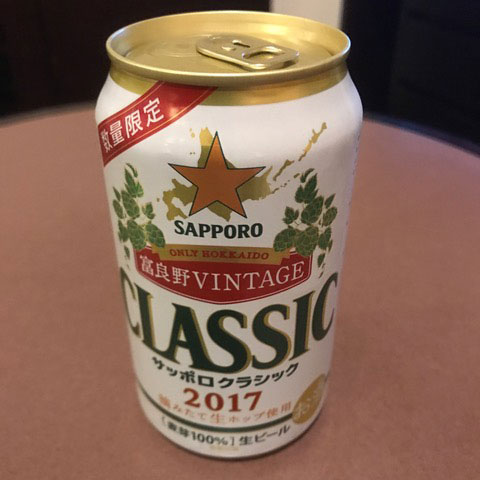 数量限定
SAPPORO
ONLY HOKKAIDO
富良野VINTAGE
CLASSIC
サッポロクラシック
2017
摘みたて生ホップ使用
[麦芽100%]生ビール